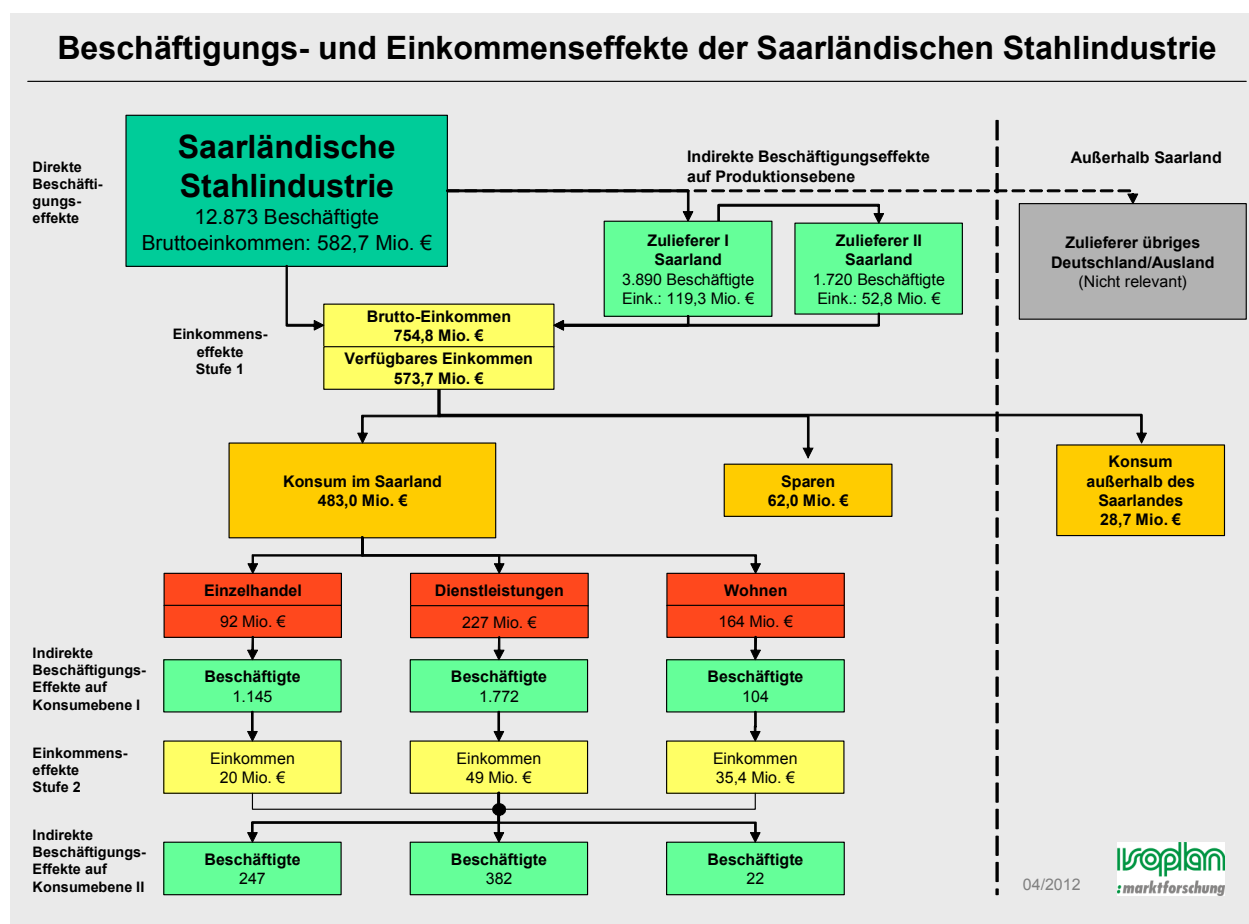 Beschäftigungs- und Einkommenseffekte der Saarländischen Stahlindustrie
Direkte
Beschäfti-
gungs-
effekte
Saarländische
Stahlindustrie
12.873 Beschäftigte
Bruttoeinkommen: 582,7 Mio. €
Indirekte Beschäftigungseffekte
auf Produktionsebene
Außerhalb Saarland
Zulieferer I
Saarland
3.890 Beschäftigte
Eink.: 119,3 Mio. €
Zulieferer II
Saarland
1.720 Beschäftigte
Eink.: 52,8 Mio. €
Zulieferer übriges
Deutschland/Ausland
(Nicht relevant)
Einkommens-
effekte
Stufe 1
Brutto-Einkommen
754,8 Mio. €
Verfügbares Einkommen
573,7 Mio. €
Konsum im Saarland
483,0 Mio. €
Sparen
62,0 Mio. €
Konsum
außerhalb des
Saarlandes
28,7 Mio. €
Einzelhandel
92 Mio. €
Dienstleistungen
227 Mio. €
Wohnen
164 Mio. €
Indirekte
Beschäftigungs-
Effekte auf
Konsumebene I
Beschäftigte
1.145
Beschäftigte
1.772
Beschäftigte
104
Einkommens-
effekte
Stufe 2
Einkommen
20 Mio. €
Einkommen
49 Mio. €
Einkommen
35,4 Mio. €
Indirekte
Beschäftigungs-
Effekte auf
Konsumebene II
Beschäftigte
247
Beschäftigte
382
Beschäftigte
22
04/2012
isoplan
:marktforschung